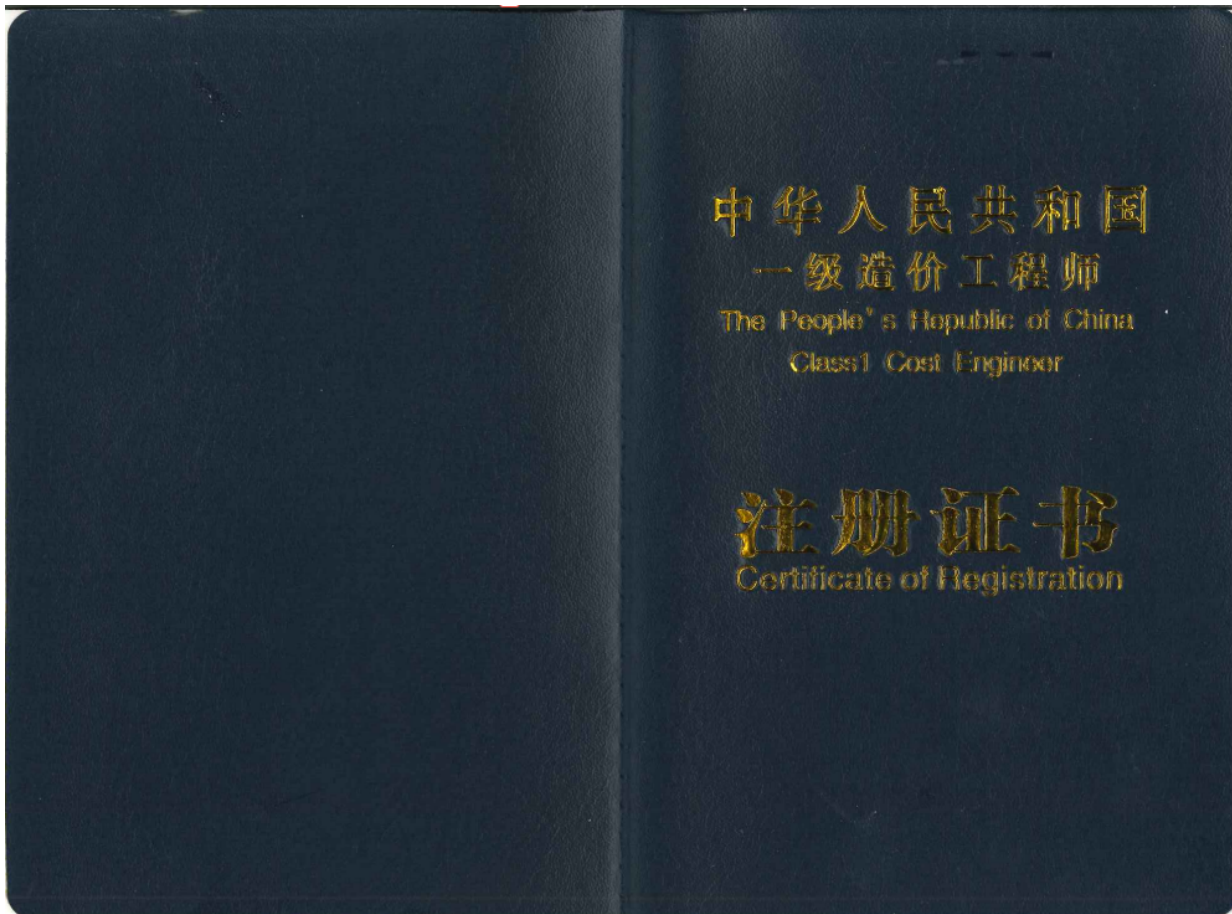 中华人民共和国
一级造价工程师
The People's Republic of China
Class1 Cost Engineer
注册证书
Certificate of Registration